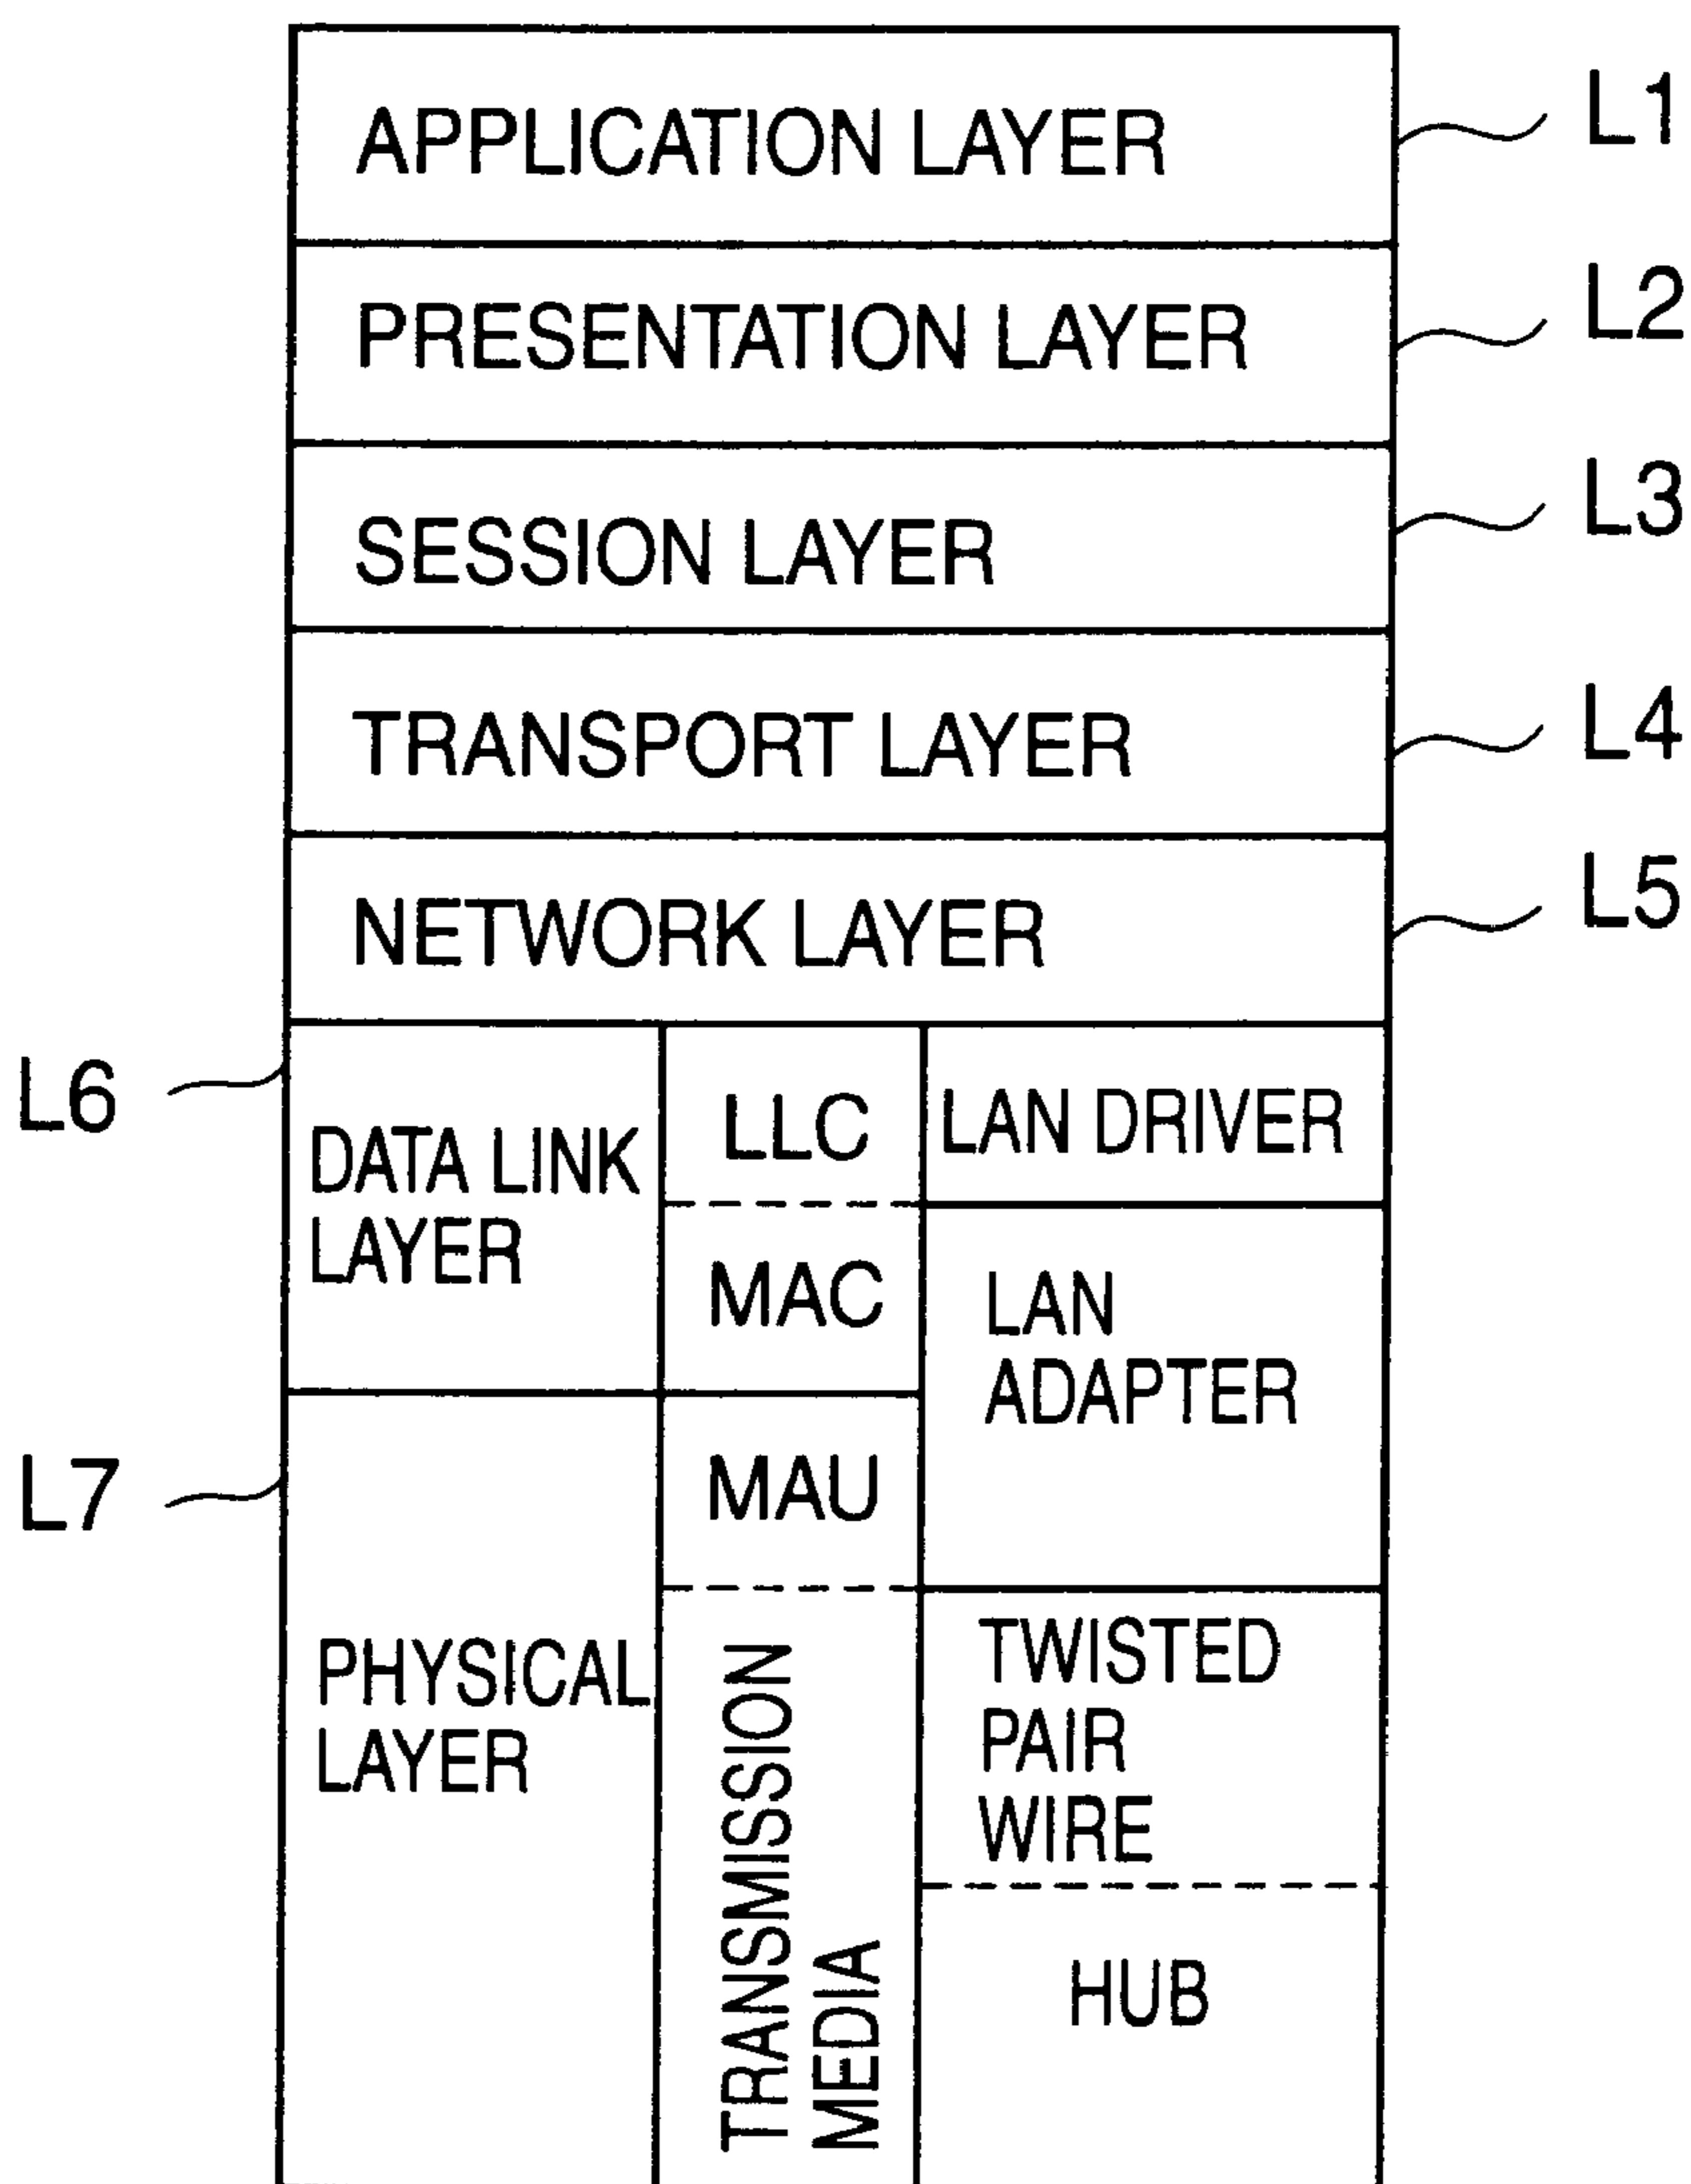 APPLICATION LAYER
L1
PRESENTATION LAYER
L2
SESSION LAYER
L3
TRANSPORT LAYER
L4
NETWORK LAYER
L5
L6
DATA LINK
LAYER
LLC
LAN DRIVER
MAC
LAN
ADAPTER
L7
PHYSICAL
LAYER
MAU
TRANSMISSION
MEDIA
TWISTED
PAIR
WIRE
HUB